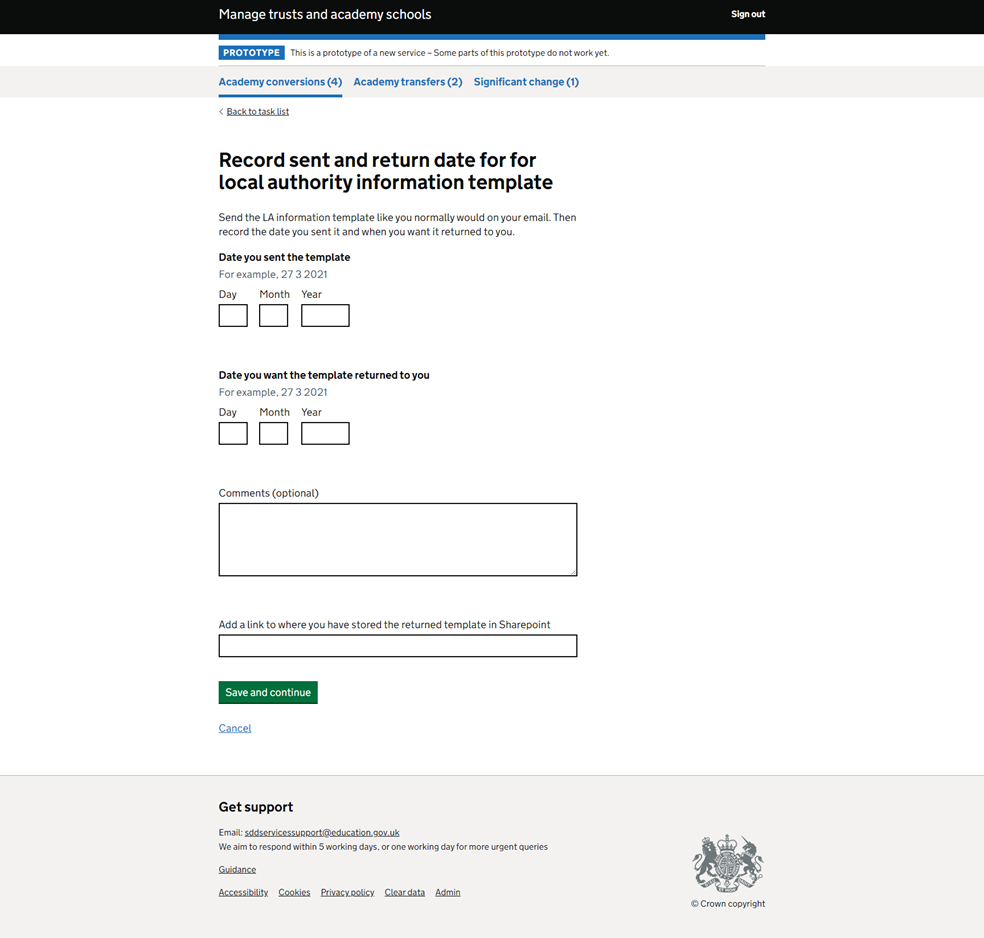 Manage trusts and academy schools
Sign out
PROTOTYPE This is a prototype of a new service – Some parts of this prototype do not work yet.
Academy conversions (4) Academy transfers (2) Significant change (1)
Back to task list
Record sent and return date for for
local authority information template
Send the LA information template like you normally would on your email. Then
record the date you sent it and when you want it returned to you.
Date you sent the template
For example, 27 3 2021
Day Month Year
Date you want the template returned to you
For example, 27 3 2021
Day Month Year
Comments (optional)
Add a link to where you have stored the returned template in Sharepoint
Save and continue
Cancel
Get support
Email: sddservicessupport@education.gov.uk
We aim to respond within 5 working days, or one working day for more urgent queries
Guidance
Accessibility Cookies Privacy policy Clear data Admin
© Crown copyright